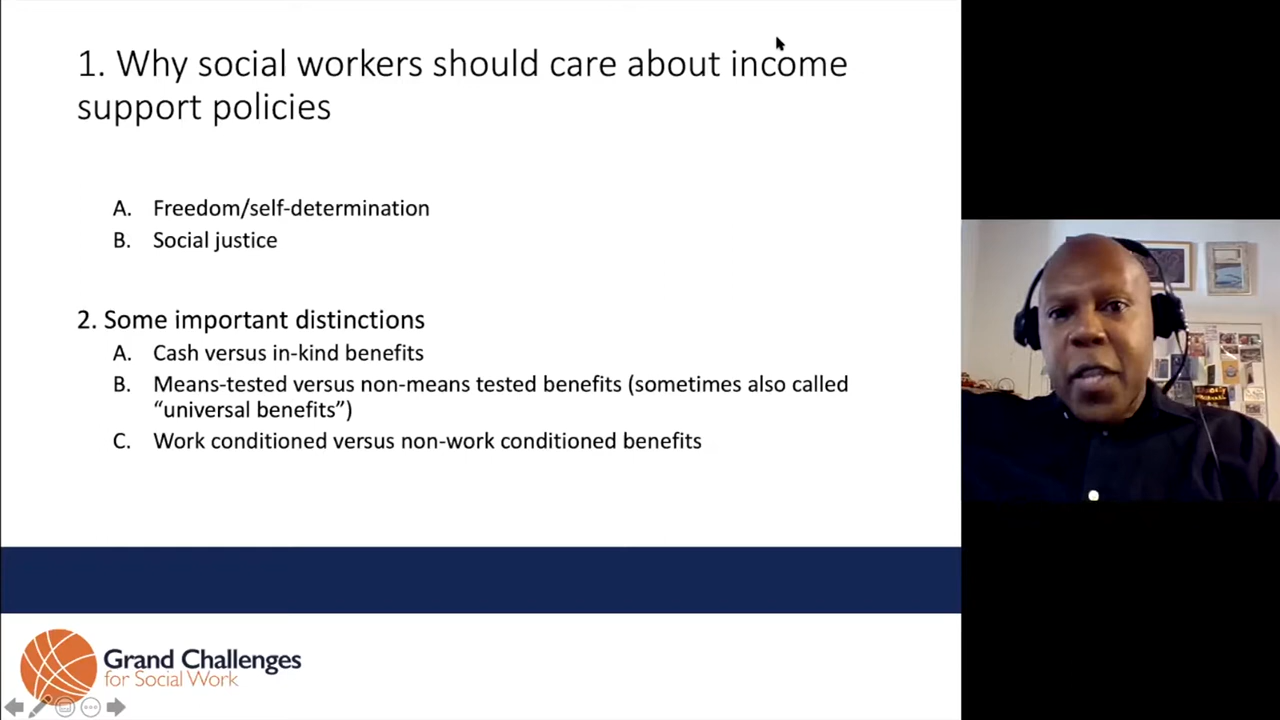 1. Why social workers should care about income
support policies
A. Freedom/self-determination
B. Social justice
2. Some important distinctions
A. Cash versus in-kind benefits
B. Means-tested versus non-means tested benefits (sometimes also called
“universal benefits”)
C. Work conditioned versus non-work conditioned benefits
Grand Challenges
for Social Work